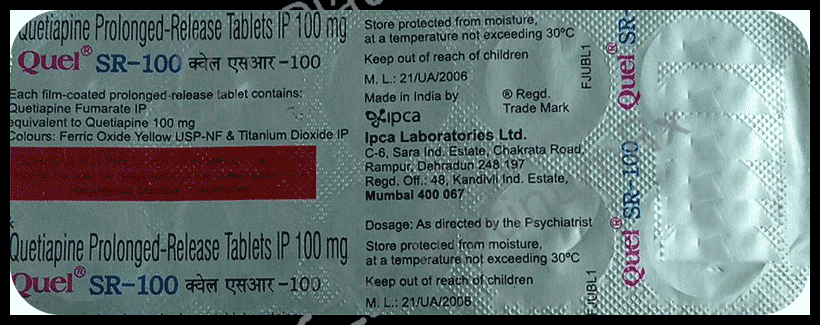 Quetiapine Prolonged-Release Tablets IP 100 mg
Quel® SR-100 क्वेल एसआर -100
Each film-coated prolonged-release tablet contains:
Quetiapine Fumarate IP
equivalent to Quetiapine 100 mg
Colours: Ferric Oxide Yellow USP-NF & Titanium Dioxide IP
Quetiapine Prolonged-Release Tablets IP 100 mg
Quel® SR-100 क्वेल एसआर -100
Store protected from moisture,
at a temperature not exceeding 30°C
Keep out of reach of children
M. L.: 21/UA/2006
Made in India by
® Regd.
Trade Mark
ipca
Ipca Laboratories Ltd.
C-6, Sara Ind. Estate, Chakrata Road,
Rampur, Dehradun 248 197
Regd. Off.: 48, Kandivli Ind. Estate,
Mumbai 400 067
Dosage: As directed by the Psychiatrist
Store protected from moisture,
at a temperature not exceeding 30°C
Keep out of reach of children
M. L.: 21/UA/2006
FJUBL1
FJUBL1
Quel® SR-100
Quel® SR-